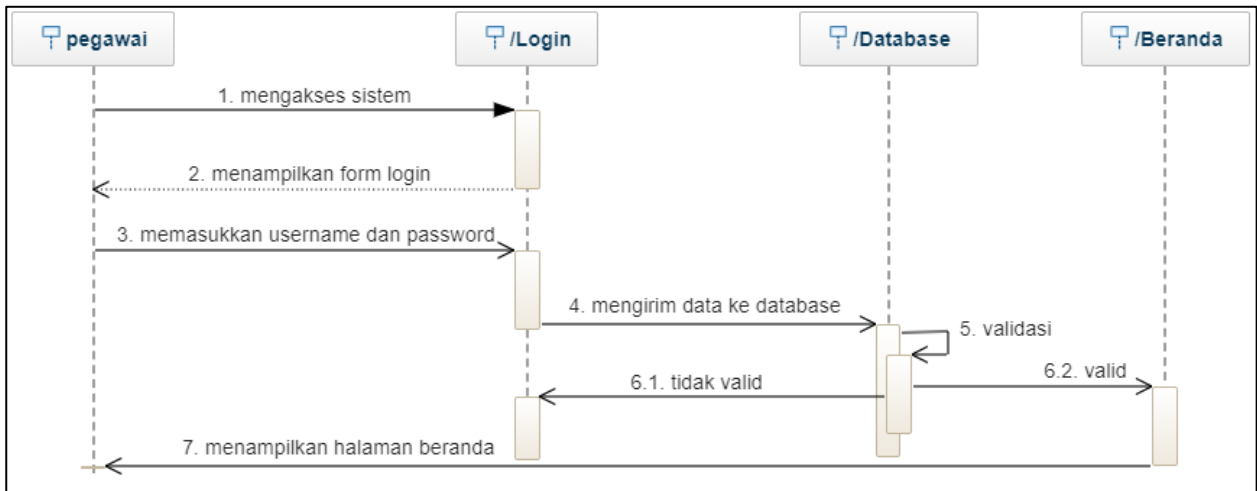 pegawai
/Login
/Database
/Beranda
1. mengakses sistem
2. menampilkan form login
3. memasukkan username dan password
4. mengirim data ke database
5. validasi
6.1. tidak valid
6.2. valid
7. menampilkan halaman beranda